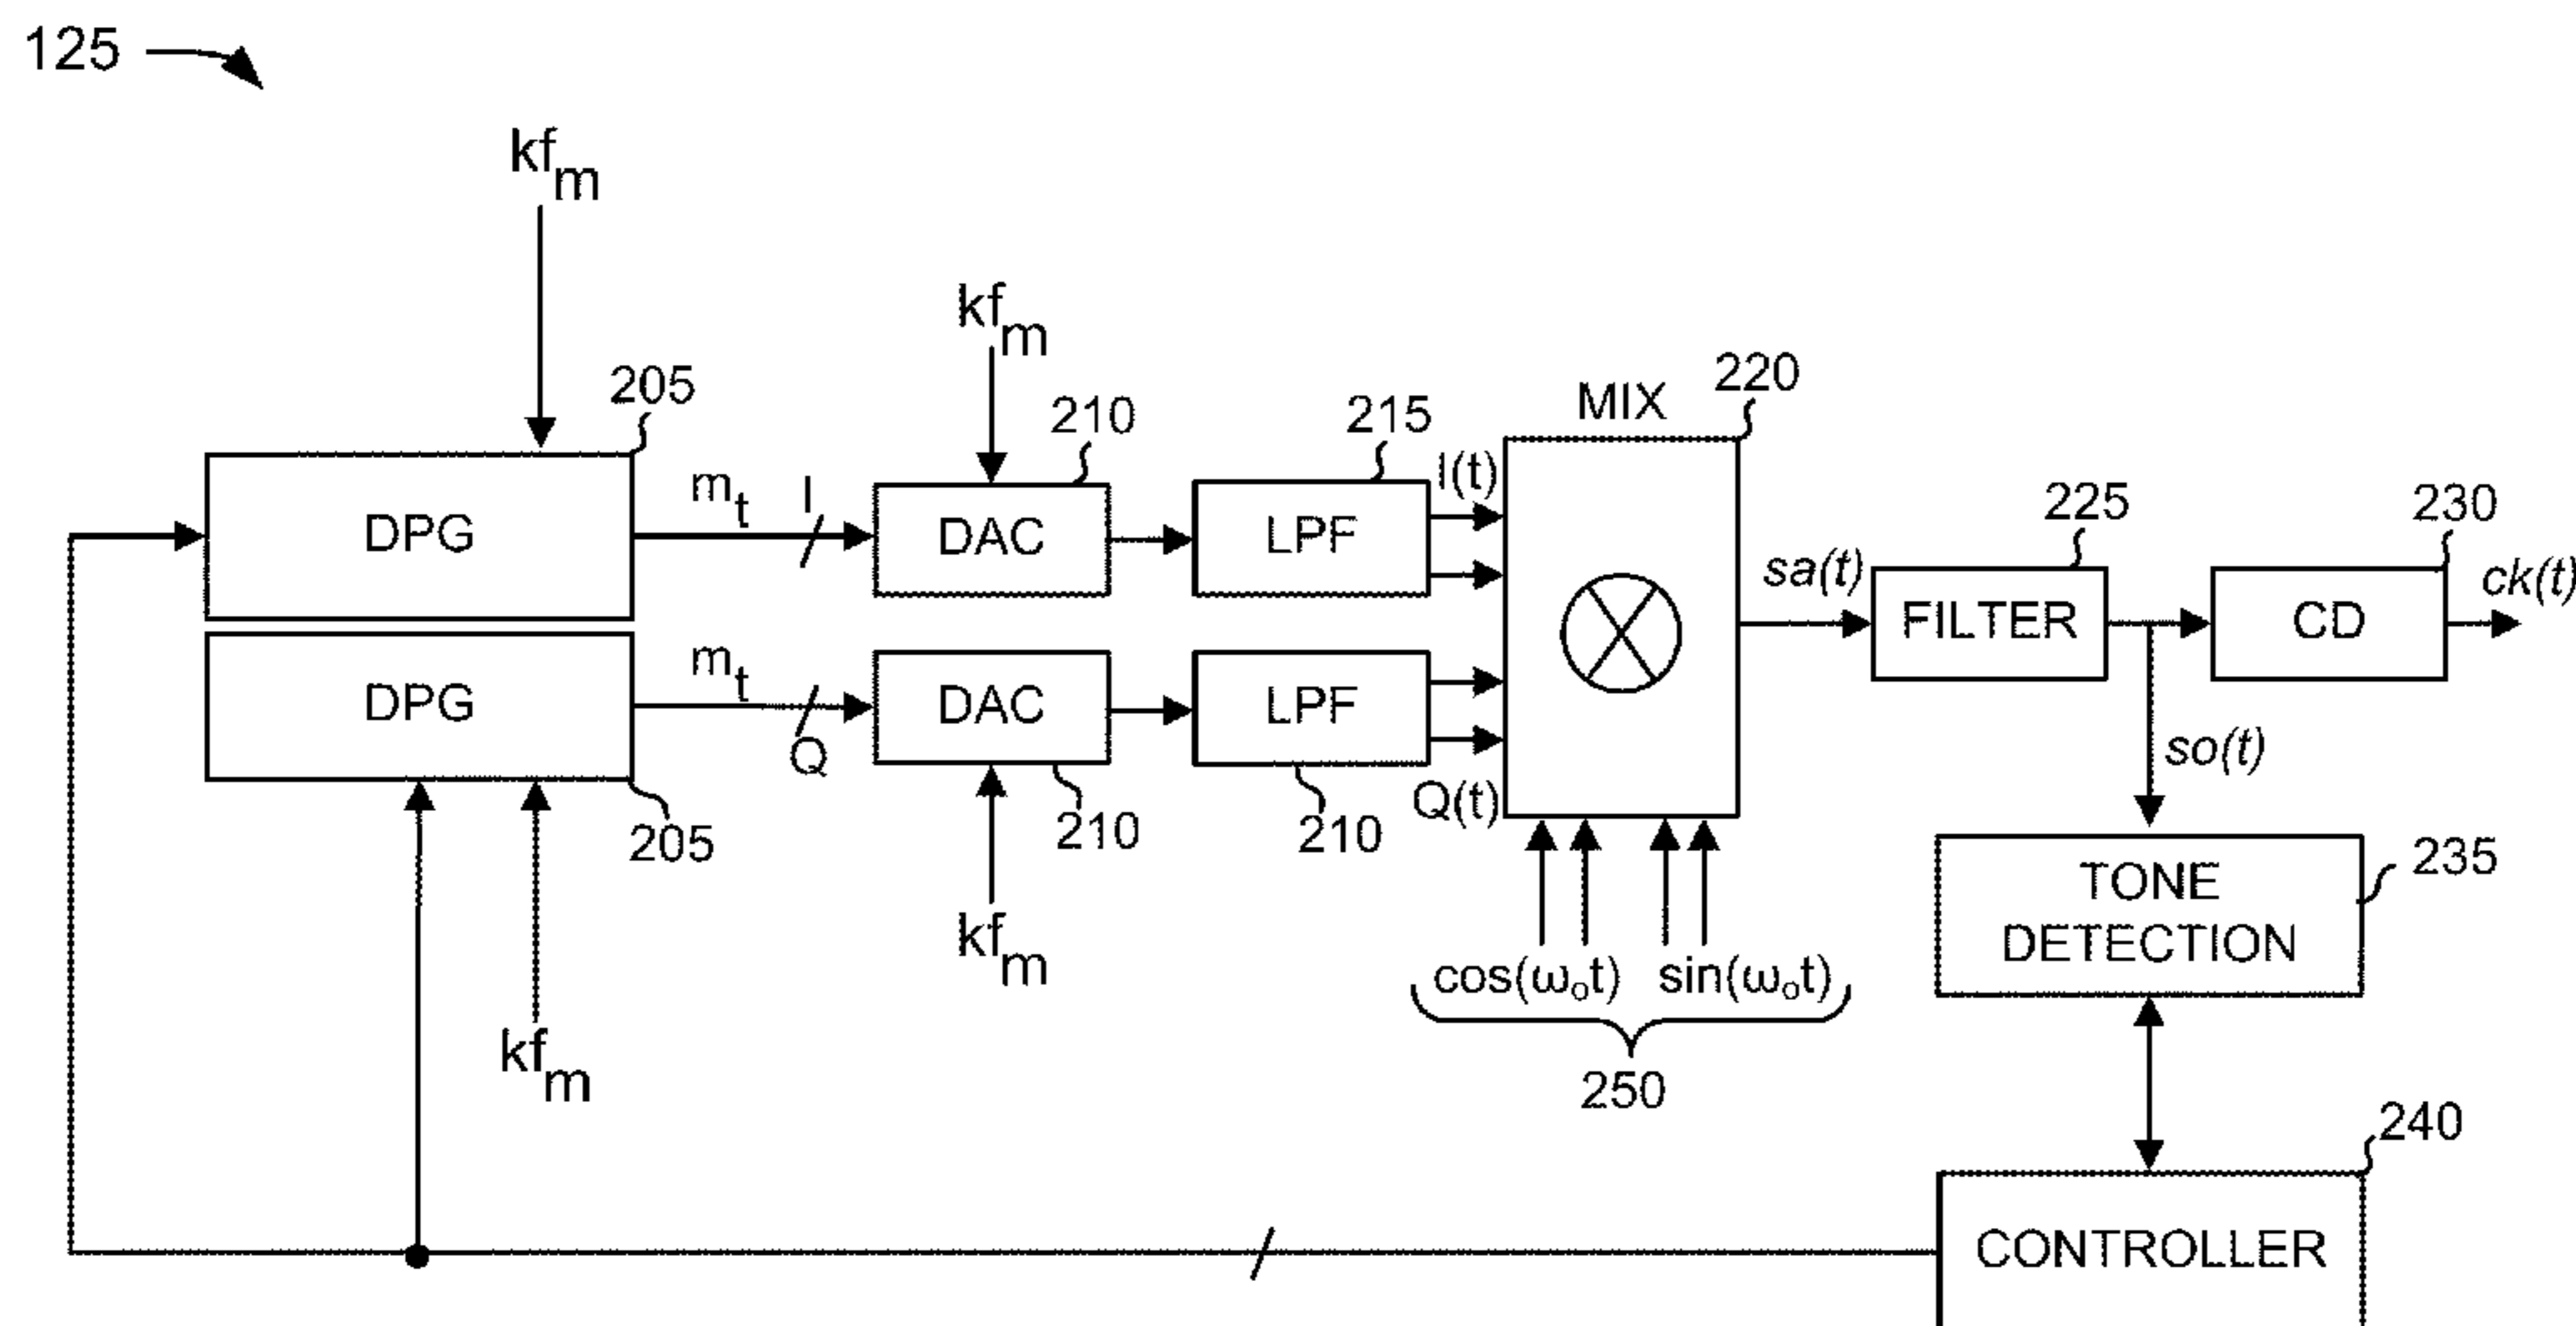 125
kfm
kfm
205
210
215
MIX
220
DPG
mt
I
DAC
LPF
I(t)
sa(t)
225
FILTER
230
CD
ck(t)
DPG
mt
Q
DAC
LPF
Q(t)
so(t)
205
210
210
kfm
kfm
cos(ωot)
sin(ωot)
250
TONE
DETECTION
235
240
CONTROLLER